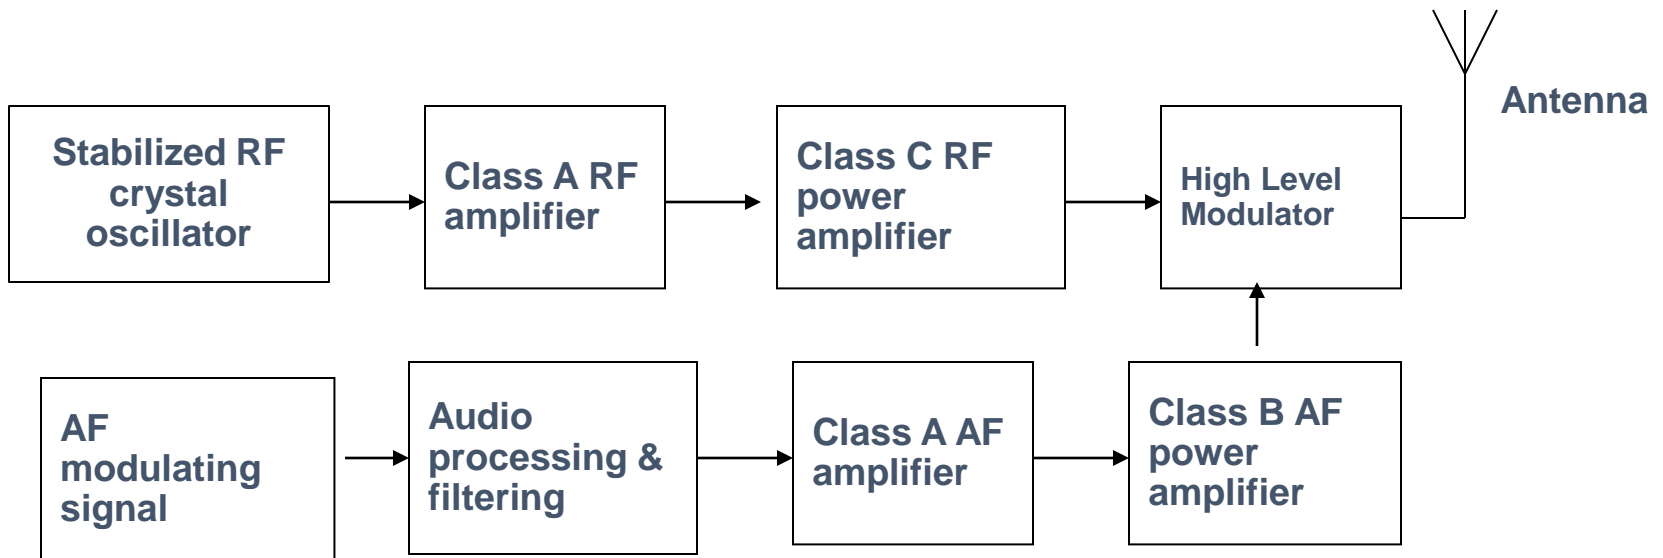 Antenna
Stabilized RF
crystal
oscillator
Class A RF
amplifier
Class C RF
power
amplifier
High Level
Modulator
AF
modulating
signal
Audio
processing &
filtering
Class A AF
amplifier
Class B AF
power
amplifier